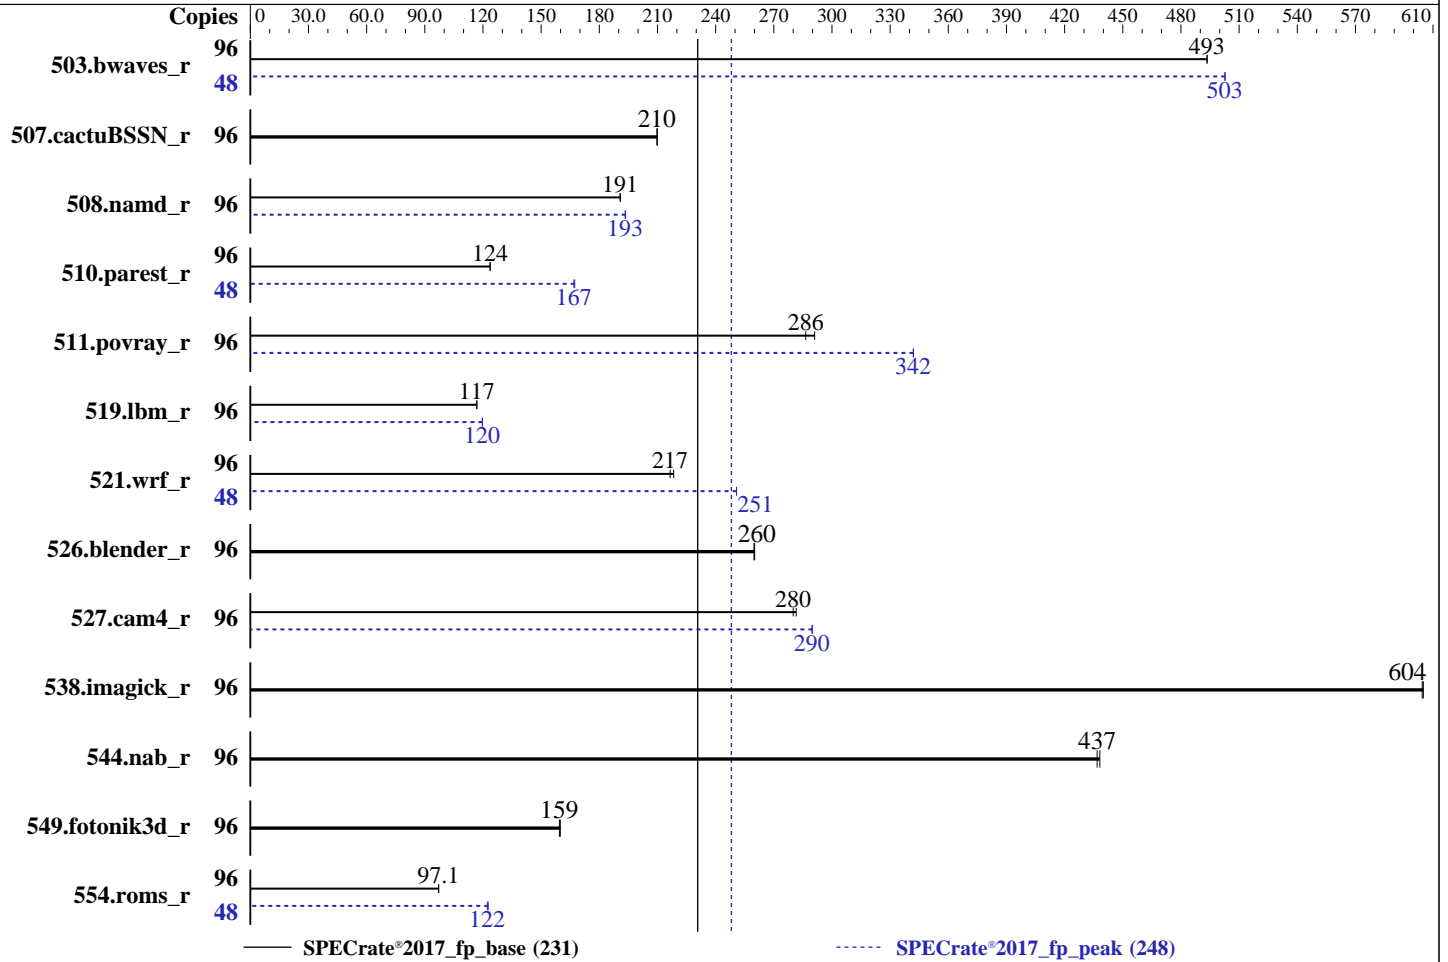 Copies 0 30.0 60.0 90.0 120 150 180 210 240 270 300 330 360 390 420 450 480 510 540 570 610
503.bwaves_r 96 493
48 503
507.cactuBSSN_r 96 210
508.namd_r 96 191
193
510.parest_r 96 124
48 167
511.povray_r 96 286
342
519.lbm_r 96 117
120
521.wrf_r 96 217
48 251
526.blender_r 96 260
527.cam4_r 96 280
290
538.imagick_r 96 604
544.nab_r 96 437
549.fotonik3d_r 96 159
554.roms_r 96 97.1
48 122
SPECrate®2017_fp_base (231) SPECrate®2017_fp_peak (248)